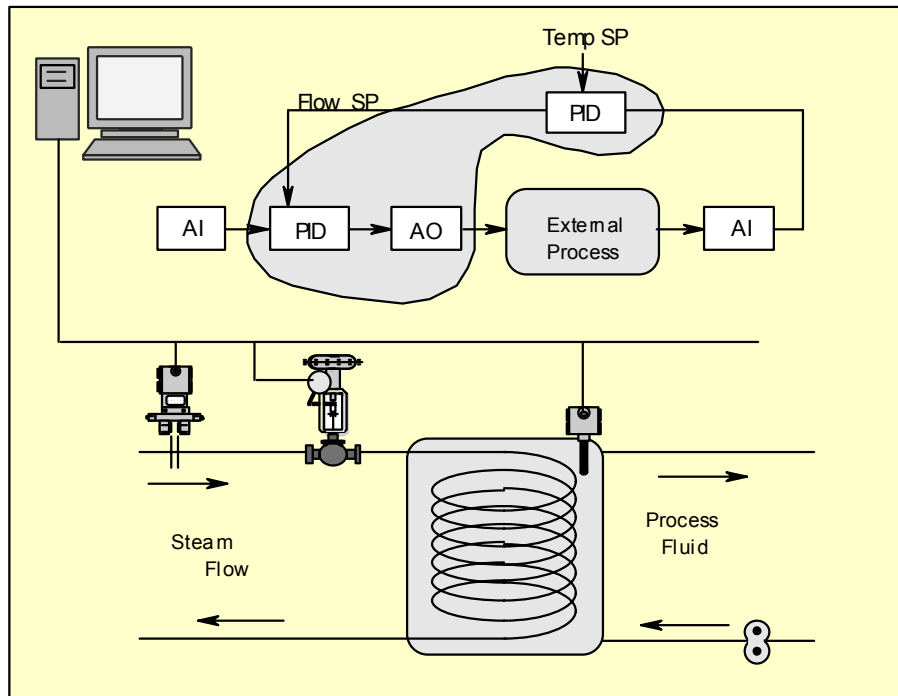 Temp SP
Flow SP
PID
AI
PID
AO
External
Process
AI
Steam
Flow
Process
Fluid